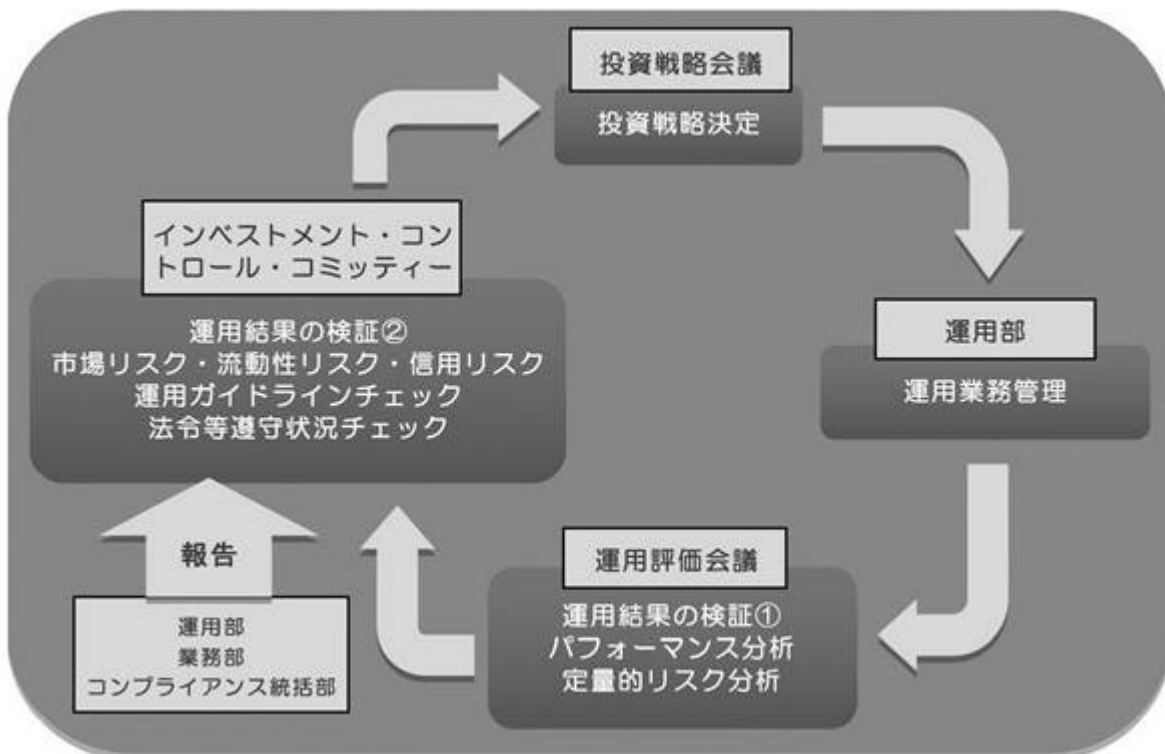 投資戦略会議
投資戦略決定
運用部
運用業務管理
運用評価会議
運用結果の検証①
パフォーマンス分析
定量的リスク分析
インベストメント・コン
トロール・コミッティー
運用結果の検証②
市場リスク・流動性リスク・信用リスク
運用ガイドラインチェック
法令等遵守状況チェック
報告
運用部
業務部
コンプライアンス統括部